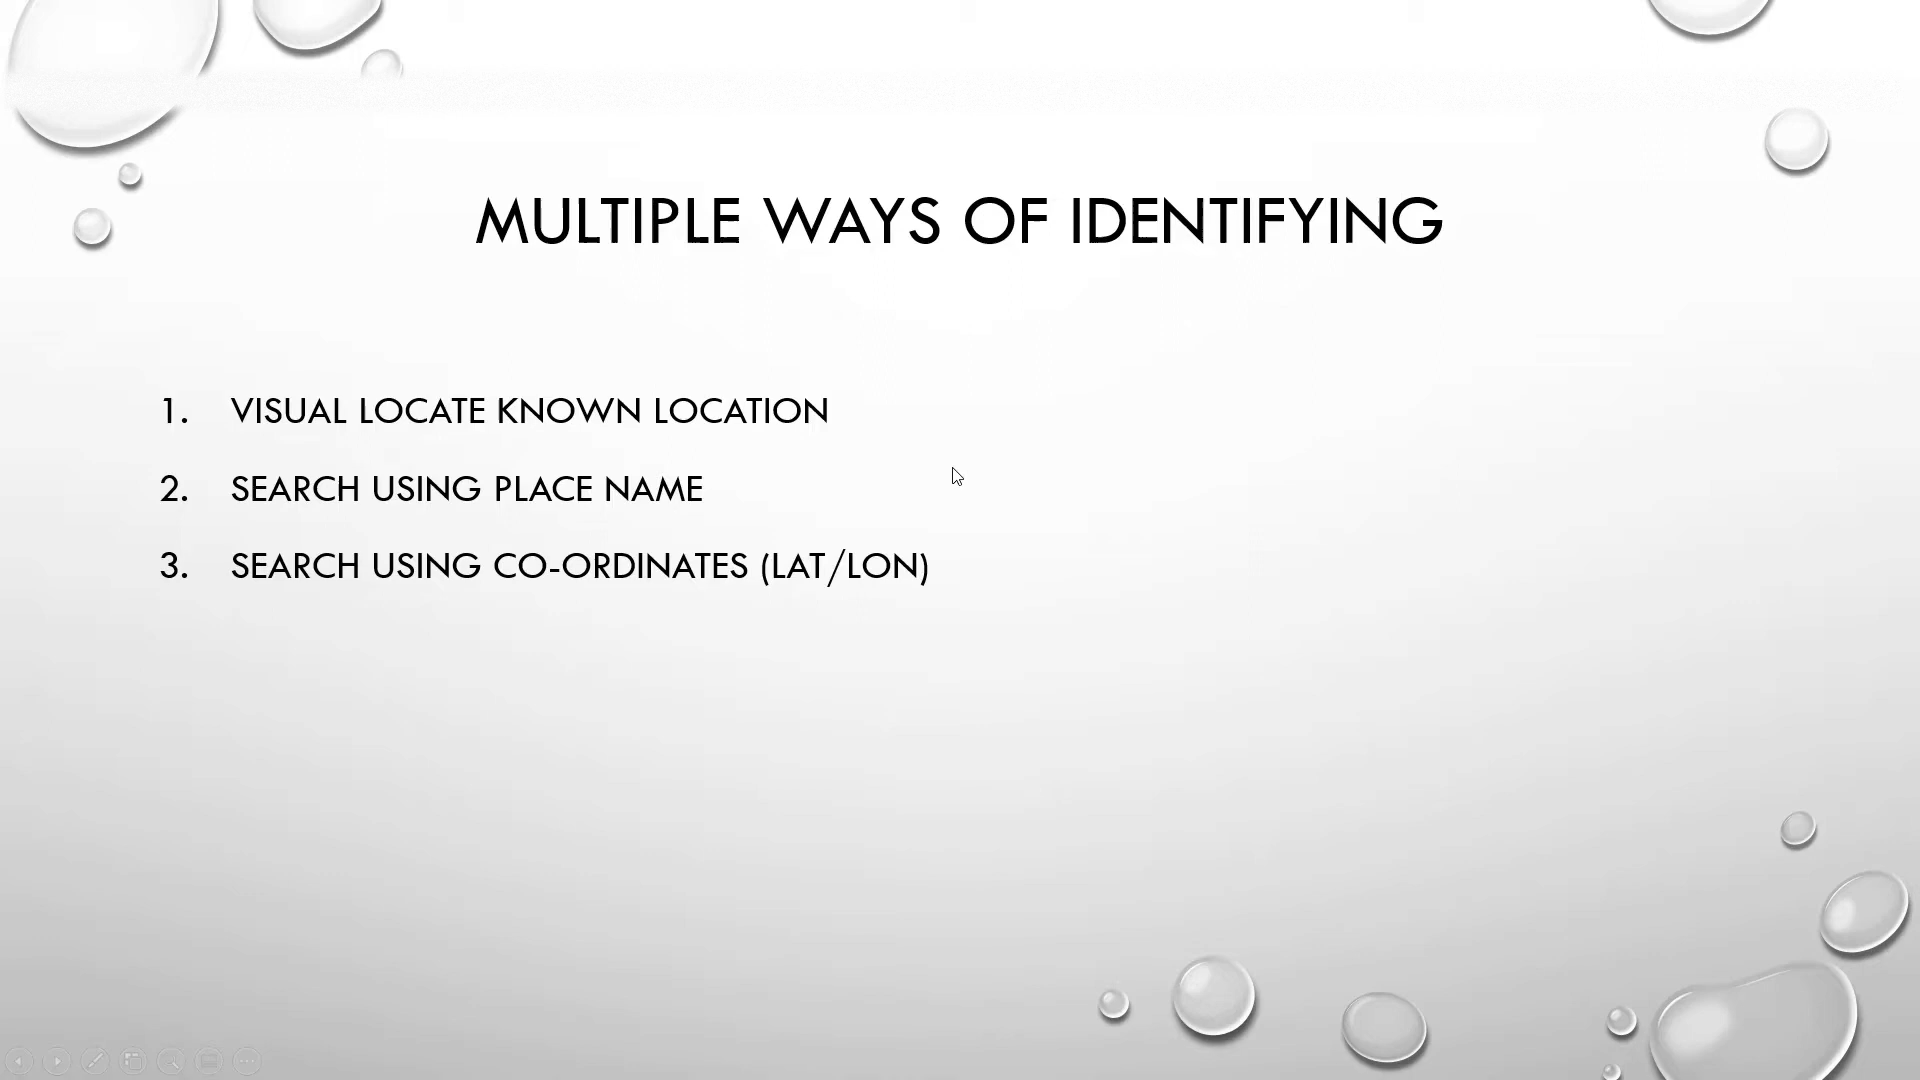 MULTIPLE WAYS OF IDENTIFYING
1. VISUAL LOCATE KNOWN LOCATION
2. SEARCH USING PLACE NAME
3. SEARCH USING CO-ORDINATES (LAT/LON)